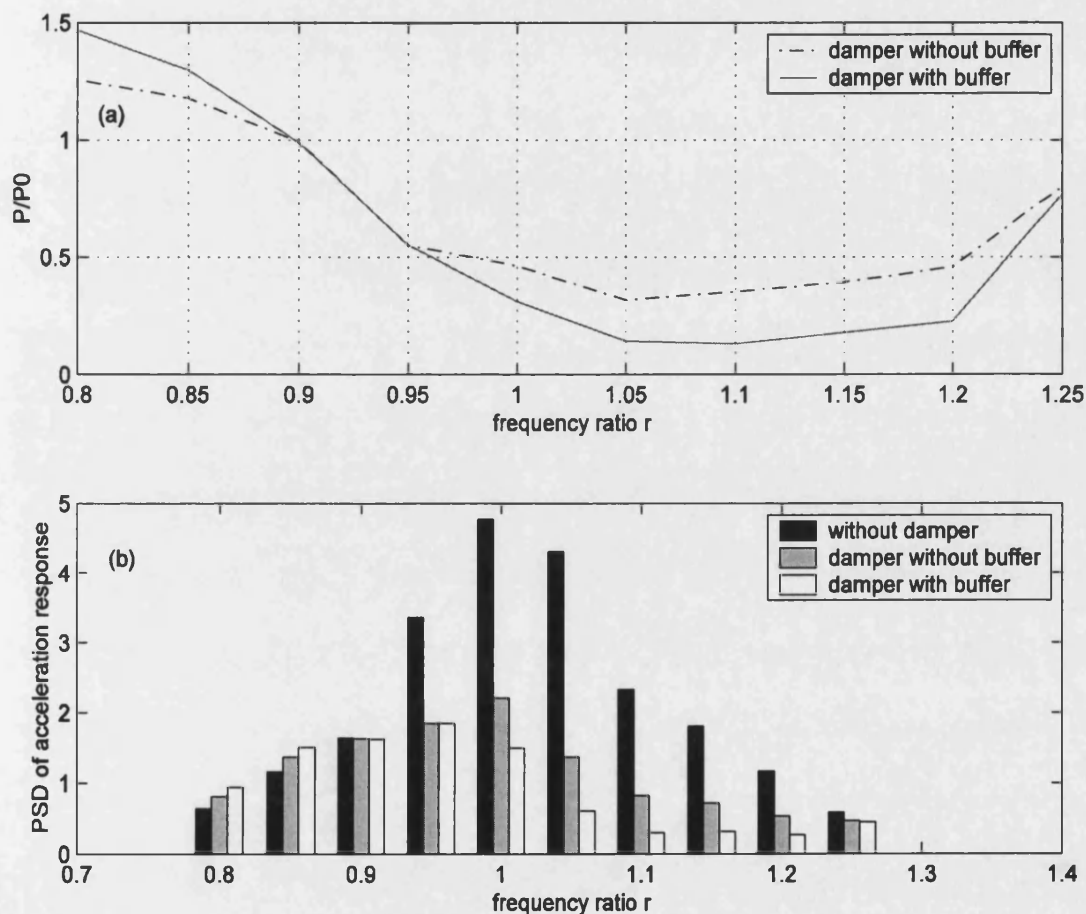 1.5
damper without buffer
damper with buffer
(a)
1
P/P0
0.5
0
0.8 0.85 0.9 0.95 1 1.05 1.1 1.15 1.2 1.25
frequency ratio r
5
without damper
(b)
damper without buffer
4
damper with buffer
3
PSD of acceleration response
2
1
0
0.7 0.8 0.9 1 1.1 1.2 1.3 1.4
frequency ratio r